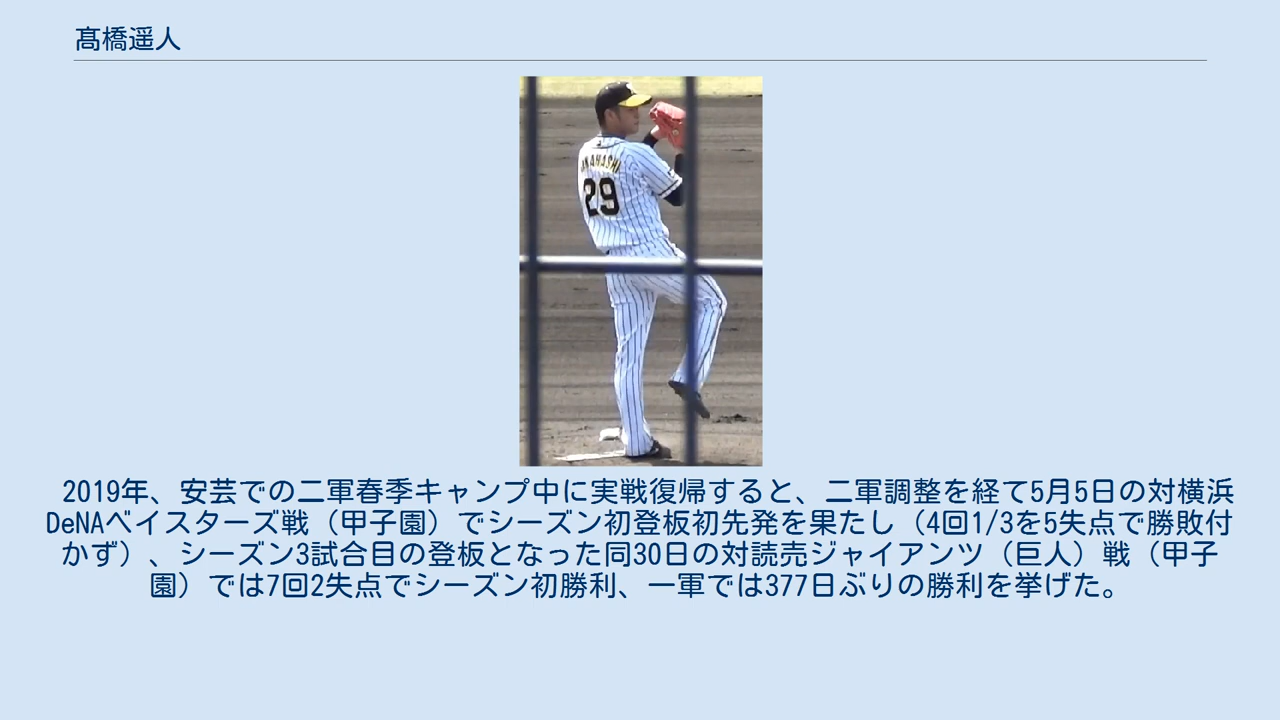 髙橋遥人
AKAHASHI
29
2019年、安芸での二軍春季キャンプ中に実戦復帰すると、二軍調整を経て5月5日の対横浜
DeNAベイスターズ戦（甲子園）でシーズン初登板初先発を果たし（4回1/3を5失点で勝敗付
かず）、シーズン3試合目の登板となった同30日の対読売ジャイアンツ（巨人）戦（甲子
園）では7回2失点でシーズン初勝利、一軍では377日ぶりの勝利を挙げた。